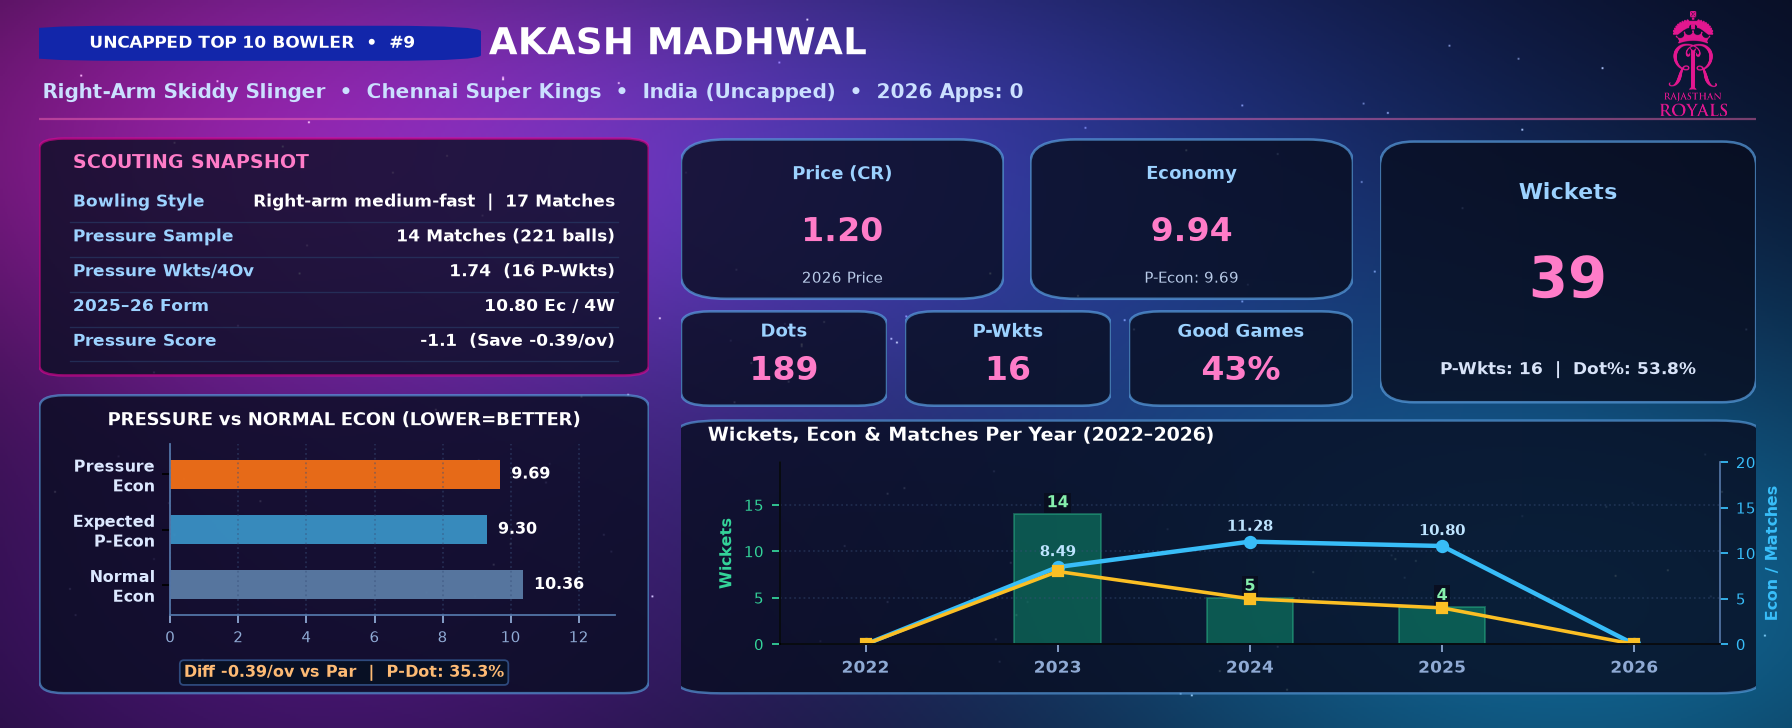 UNCAPPED TOP 10 BOWLER • #9
AKASH MADHWAL
Right-Arm Skiddy Slinger • Chennai Super Kings • India (Uncapped) • 2026 Apps: 0
RAJASTHAN
ROYALS
SCOUTING SNAPSHOT
Bowling Style Right-arm medium-fast | 17 Matches
Pressure Sample 14 Matches (221 balls)
Pressure Wkts/4Ov 1.74 (16 P-Wkts)
2025–26 Form 10.80 Ec / 4W
Pressure Score -1.1 (Save -0.39/ov)
Price (CR)
1.20
2026 Price
Economy
9.94
P-Econ: 9.69
Wickets
39
P-Wkts: 16 | Dot%: 53.8%
Dots
189
P-Wkts
16
Good Games
43%
PRESSURE vs NORMAL ECON (LOWER=BETTER)
Pressure
Econ
9.69
Expected
P-Econ
9.30
Normal
Econ
10.36
0 2 4 6 8 10 12
Diff -0.39/ov vs Par | P-Dot: 35.3%
Wickets, Econ & Matches Per Year (2022–2026)
Wickets
15
10
5
0
14
8.49
11.28
5
10.80
4
20
15
10
5
0
Econ / Matches
2022 2023 2024 2025 2026